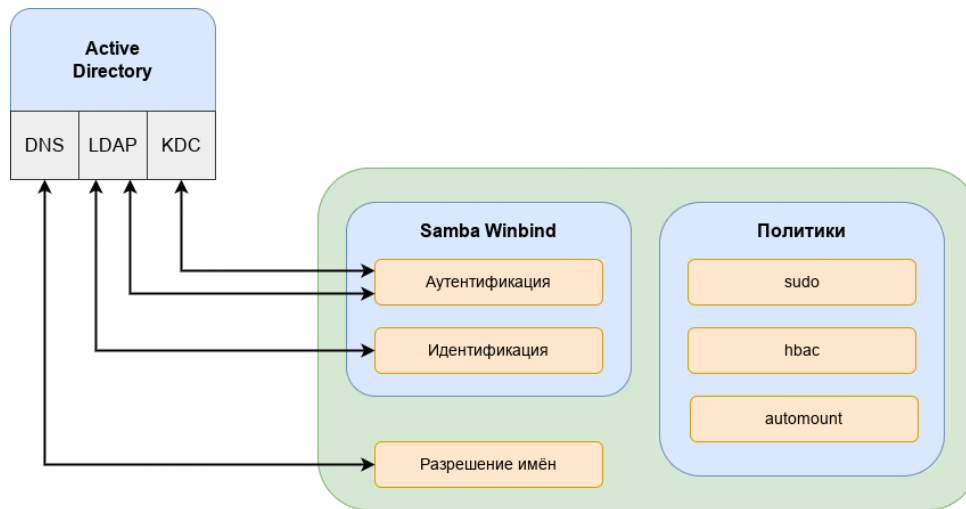 Active
Directory
DNS
LDAP
KDC
Samba Winbind
Аутентификация
Идентификация
Разрешение имён
Политики
sudo
hbac
automount